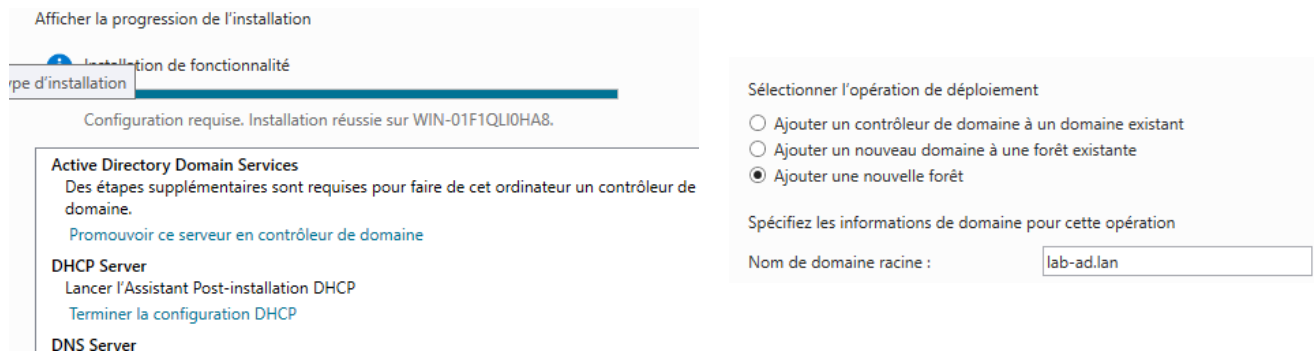 Afficher la progression de l'installation
Installation de fonctionnalité
ype d'installation
Configuration requise. Installation réussie sur WIN-01F1QLI0HA8.
Active Directory Domain Services
Des étapes supplémentaires sont requises pour faire de cet ordinateur un contrôleur de
domaine.
Promouvoir ce serveur en contrôleur de domaine
DHCP Server
Lancer l'Assistant Post-installation DHCP
Terminer la configuration DHCP
DNS Server
Sélectionner l'opération de déploiement
Ajouter un contrôleur de domaine à un domaine existant
Ajouter un nouveau domaine à une forêt existante
Ajouter une nouvelle forêt
Spécifiez les informations de domaine pour cette opération
Nom de domaine racine : lab-ad.lan